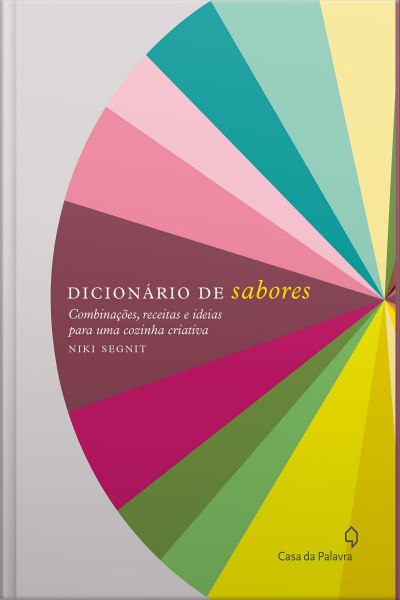 DICIONÁRIO DE sabores
Combinações, receitas e ideias
para uma cozinha criativa
NIKI SEGNIT
Casa da Palavra